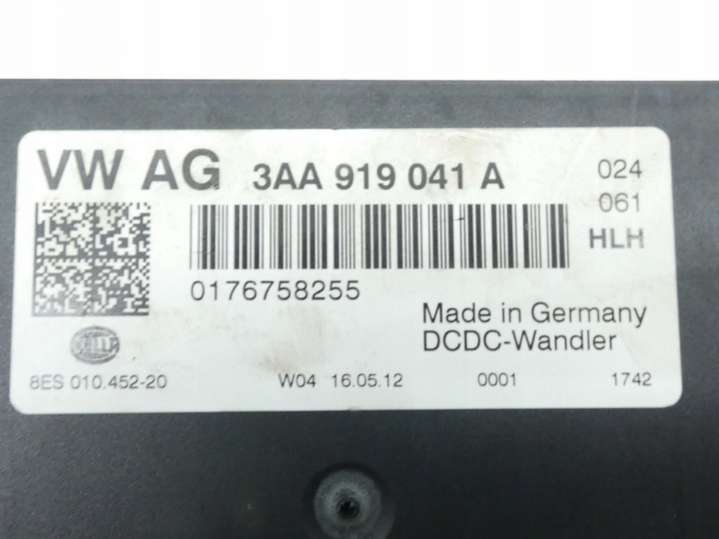 VW AG 3AA 919 041 A
024
061
HLH
0176758255
Made in Germany
DCDC-Wandler
HELLA
8ES 010.452-20 W04 16.05.12 0001 1742